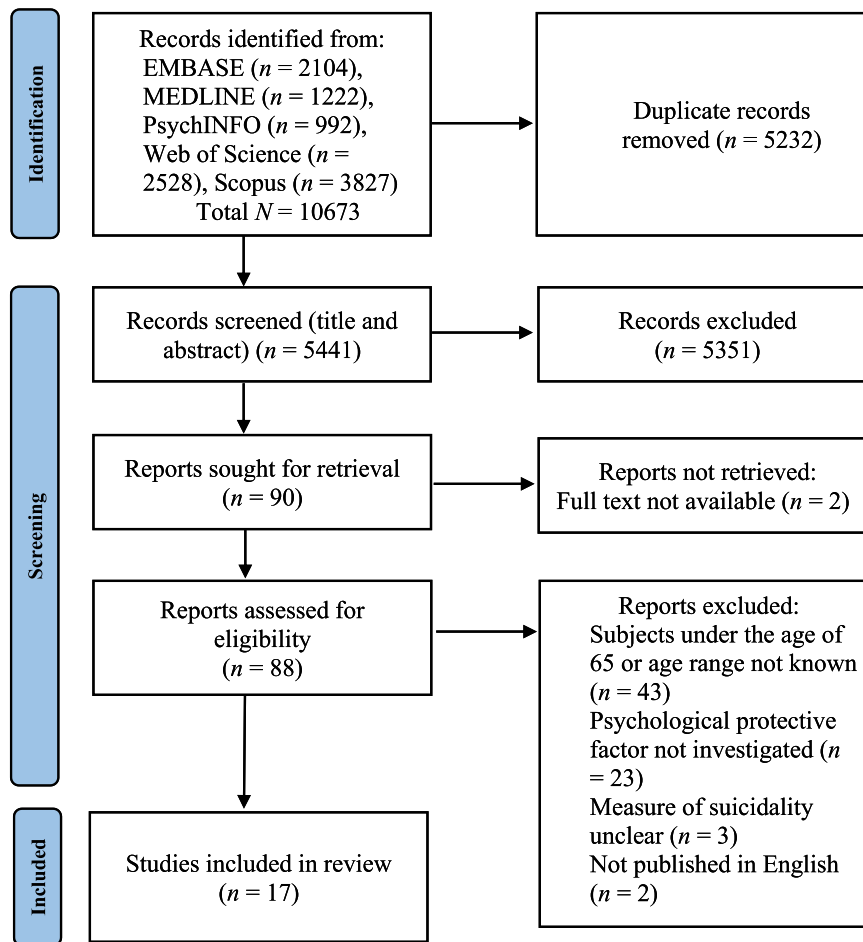 Identification
Records identified from:
EMBASE (n = 2104),
MEDLINE (n = 1222),
PsychINFO (n = 992),
Web of Science (n =
2528), Scopus (n = 3827)
Total N = 10673
Duplicate records
removed (n = 5232)
Screening
Records screened (title and
abstract) (n = 5441)
Records excluded
(n = 5351)
Reports sought for retrieval
(n = 90)
Reports not retrieved:
Full text not available (n = 2)
Reports assessed for
eligibility
(n = 88)
Reports excluded:
Subjects under the age of
65 or age range not known
(n = 43)
Psychological protective
factor not investigated (n
= 23)
Measure of suicidality
unclear (n = 3)
Not published in English
(n = 2)
Included
Studies included in review
(n = 17)